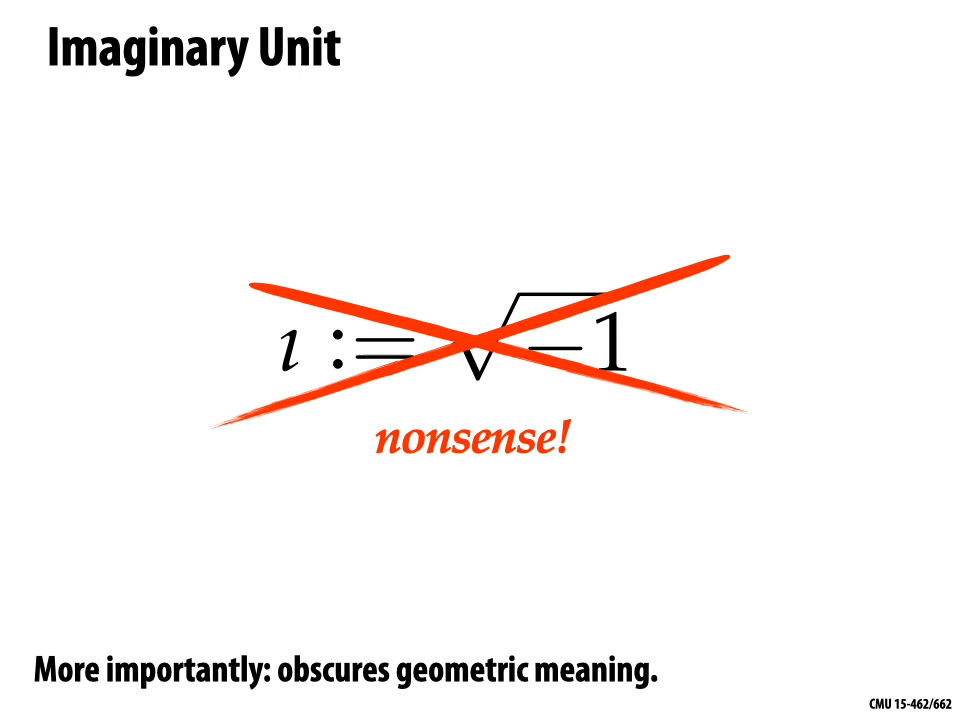 Imaginary Unit
ı := √−1
nonsense!
More importantly: obscures geometric meaning.
CMU 15-462/662